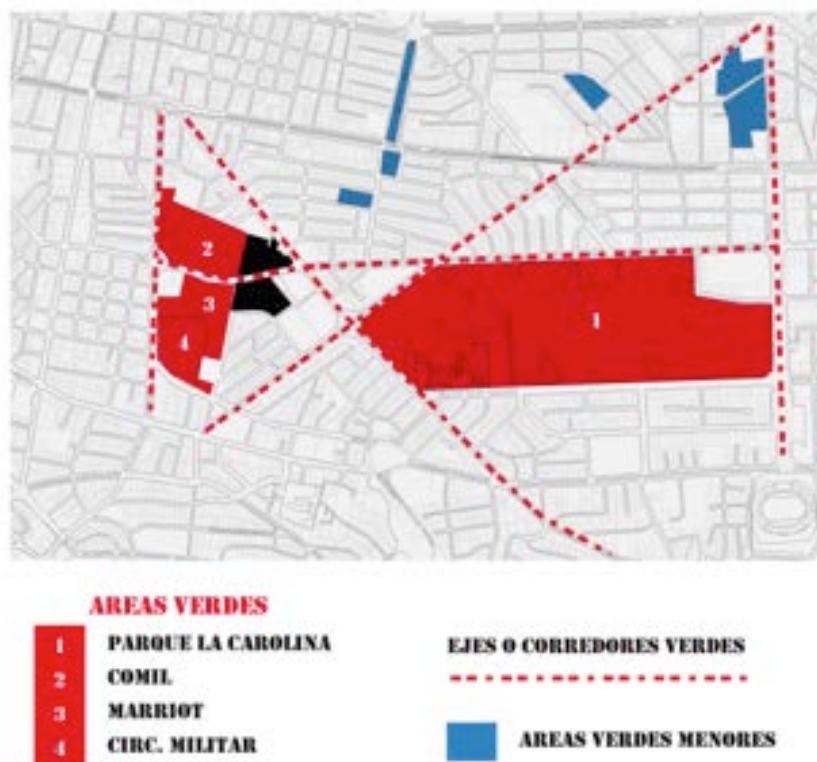 2
3
4
1
AREAS VERDES
1 PARQUE LA CAROLINA
2 COMIL
3 MARRIOT
4 CIRC. MILITAR
EJES O CORREDORES VERDES
AREAS VERDES MENORES